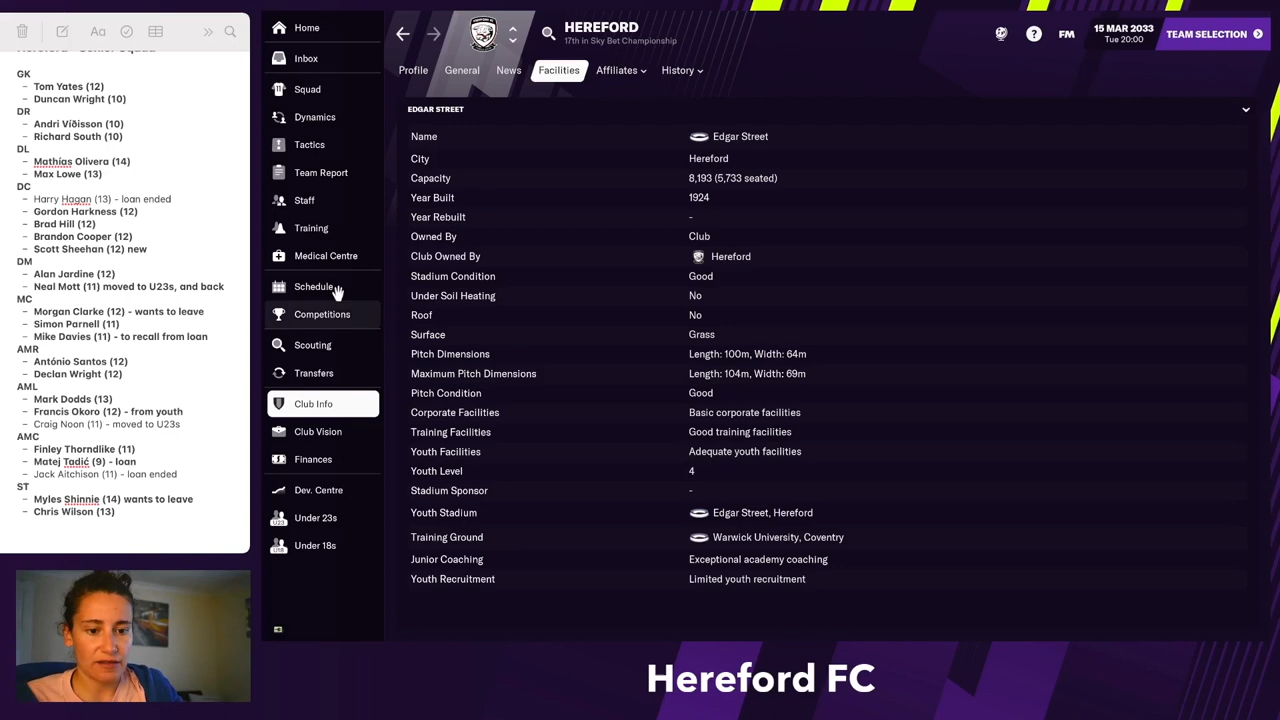 GK
– Tom Yates (12)
– Duncan Wright (10)
DR
– Andri Víðisson (10)
– Richard South (10)
DL
– Mathías Olivera (14)
– Max Lowe (13)
DC
– Harry Hagan (13) - loan ended
– Gordon Harkness (12)
– Brad Hill (12)
– Brandon Cooper (12)
– Scott Sheehan (12) new
DM
– Alan Jardine (12)
– Neal Mott (11) moved to U23s, and back
MC
– Morgan Clarke (12) - wants to leave
– Simon Parnell (11)
– Mike Davies (11) - to recall from loan
AMR
– António Santos (12)
– Declan Wright (12)
AML
– Mark Dodds (13)
– Francis Okoro (12) - from youth
– Craig Noon (11) - moved to U23s
AMC
– Finley Thorndlike (11)
– Matej Tadić (9) - loan
– Jack Aitchison (11) - loan ended
ST
– Myles Shinnie (14) wants to leave
– Chris Wilson (13)
Home
Inbox
Squad
Dynamics
Tactics
Team Report
Staff
Training
Medical Centre
Schedule
Competitions
Scouting
Transfers
Club Info
Club Vision
Finances
Dev. Centre
Under 23s
Under 18s
HEREFORD
17th in Sky Bet Championship
FM
15 MAR 2033
Tue 20:00
TEAM SELECTION
Profile General News Facilities Affiliates History
EDGAR STREET
Name Edgar Street
City Hereford
Capacity 8,193 (5,733 seated)
Year Built 1924
Year Rebuilt -
Owned By Club
Club Owned By Hereford
Stadium Condition Good
Under Soil Heating No
Roof No
Surface Grass
Pitch Dimensions Length: 100m, Width: 64m
Maximum Pitch Dimensions Length: 104m, Width: 69m
Pitch Condition Good
Corporate Facilities Basic corporate facilities
Training Facilities Good training facilities
Youth Facilities Adequate youth facilities
Youth Level 4
Stadium Sponsor -
Youth Stadium Edgar Street, Hereford
Training Ground Warwick University, Coventry
Junior Coaching Exceptional academy coaching
Youth Recruitment Limited youth recruitment
Hereford FC